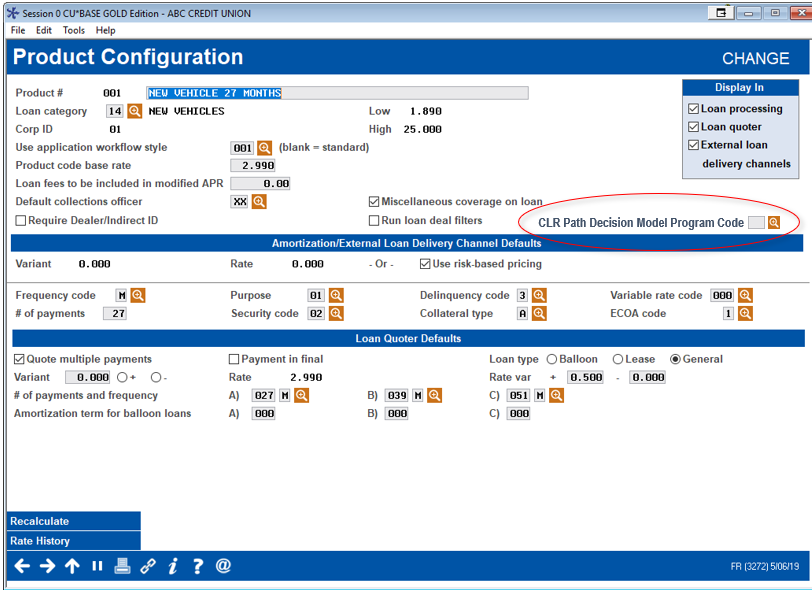 Session 0 CU*BASE GOLD Edition - ABC CREDIT UNION
File Edit Tools Help
Product Configuration CHANGE
Product # 001 NEW VEHICLE 27 MONTHS Display In
Loan category 14 NEW VEHICLES Low 1.890 Loan processing
Corp ID 01 High 25.000 Loan quoter
Use application workflow style 001 (blank = standard) External loan
Product code base rate 2.990 delivery channels
Loan fees to be included in modified APR 0.00
Default collections officer XX Miscellaneous coverage on loan
Require Dealer/Indirect ID Run loan deal filters CLR Path Decision Model Program Code
Amortization/External Loan Delivery Channel Defaults
Variant 0.000 Rate 0.000 - Or - Use risk-based pricing
Frequency code M Purpose 01 Delinquency code 3 Variable rate code 000
# of payments 27 Security code 02 Collateral type A ECOA code 1
Loan Quoter Defaults
Quote multiple payments Payment in final Loan type Balloon Lease General
Variant 0.000 + - Rate 2.990 Rate var + 0.500 - 0.000
# of payments and frequency A) 027 M B) 039 M C) 051 M
Amortization term for balloon loans A) 000 B) 000 C) 000
Recalculate
Rate History
FR (3272) 5/06/19